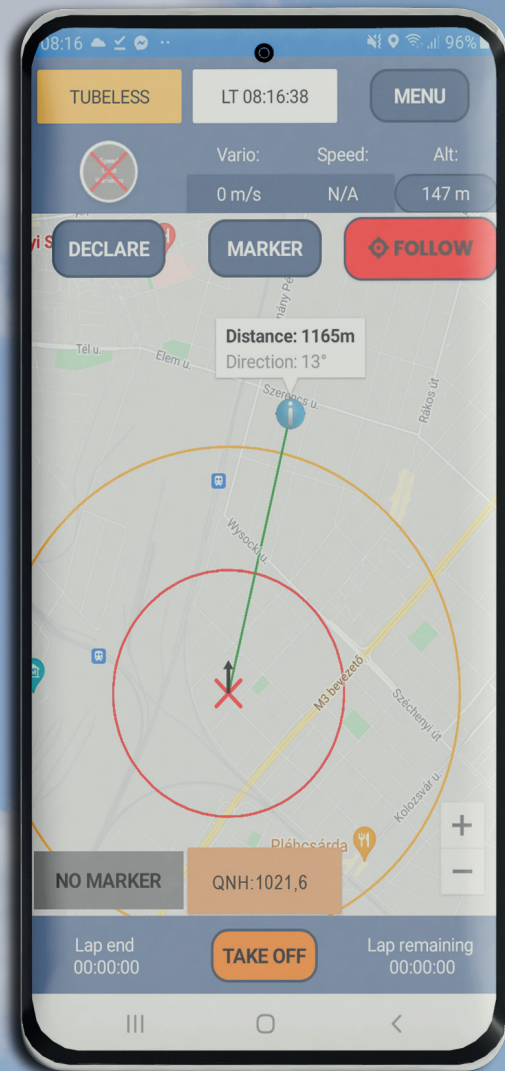 08:16
96%
TUBELESS
LT 08:16:38
MENU
Vario:
Speed:
Alt:
0 m/s
N/A
147 m
DECLARE
MARKER
FOLLOW
Distance: 1165m
Direction: 13°
Tél u.
Elem u.
Szerencs u.
Rákos út
Wysocki u.
M3 bevezető
Széchenyi út
Kolozsvár u.
Pléhcsárda
+
−
NO MARKER
QNH:1021,6
Lap end
00:00:00
TAKE OFF
Lap remaining
00:00:00